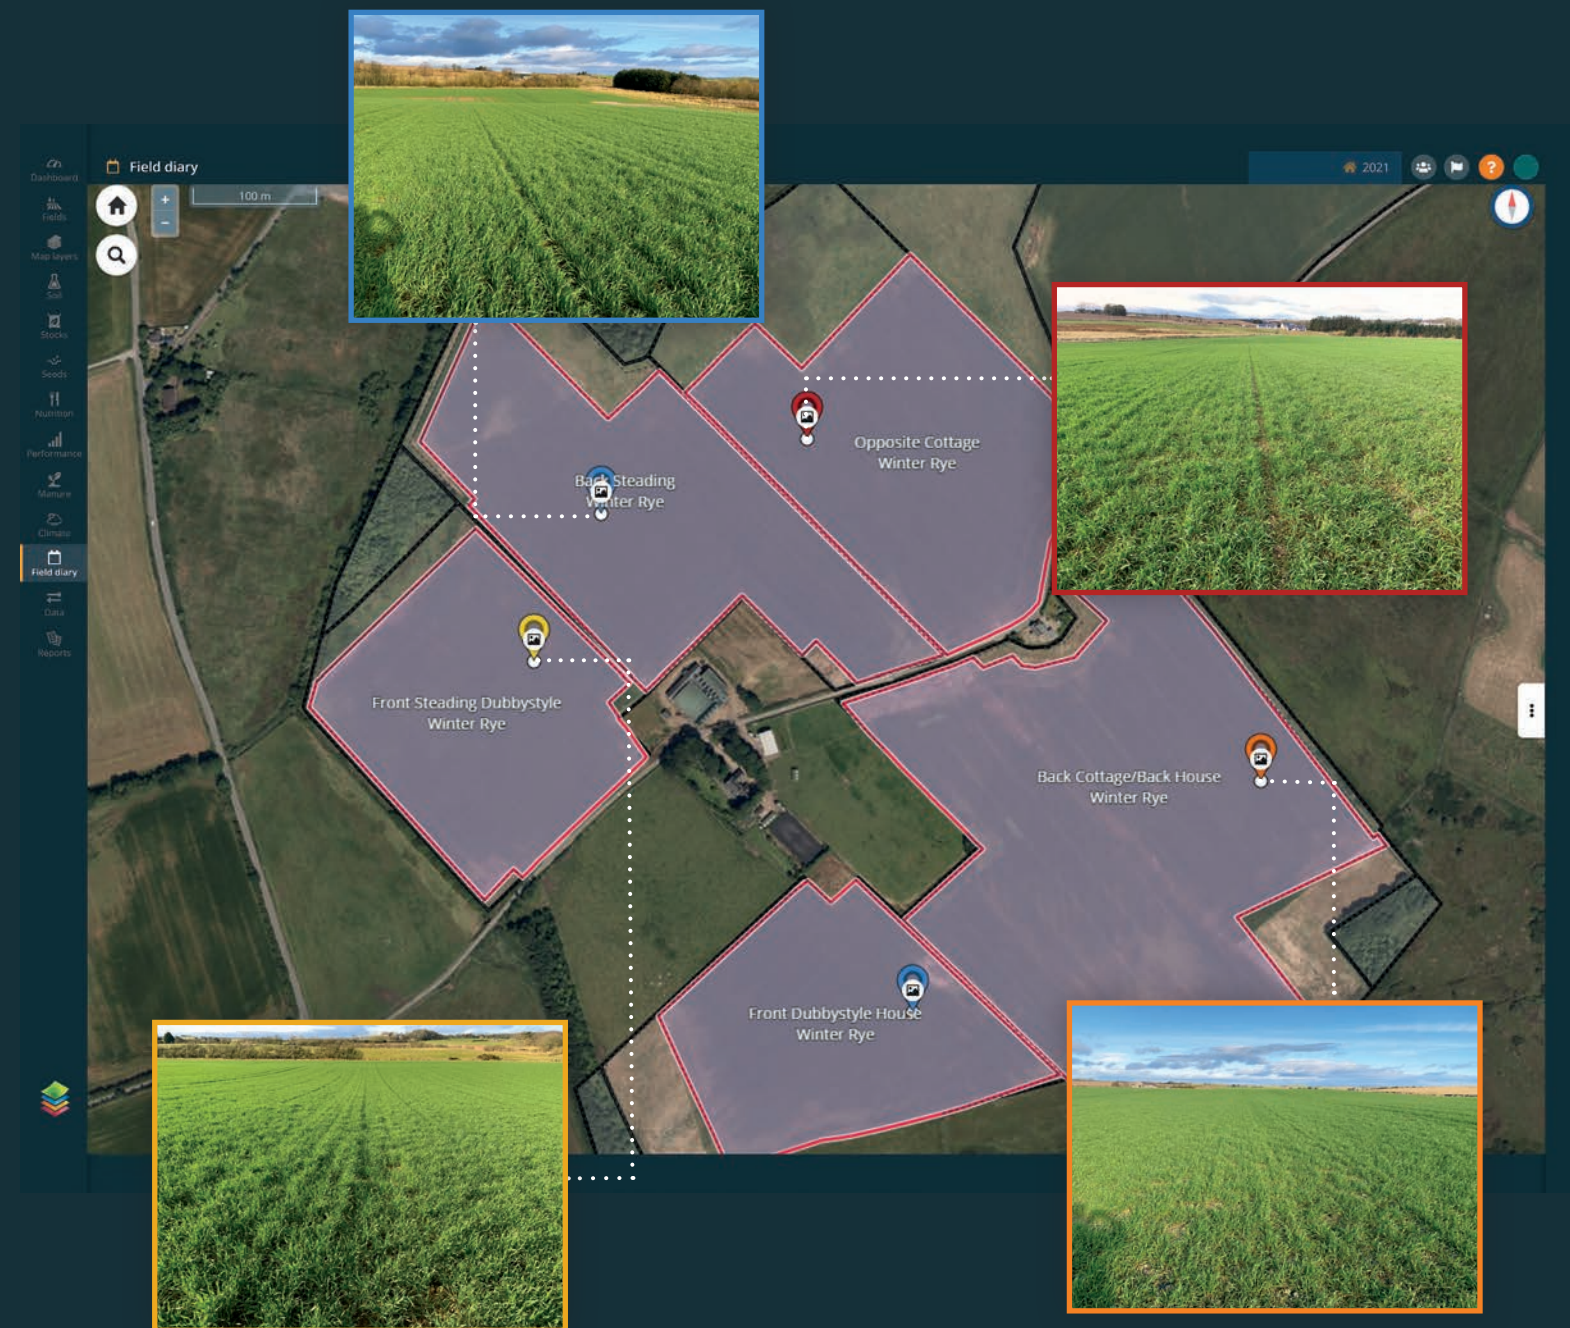 Field diary
2021
?
Dashboard
Fields
Map layers
Soil
Stocks
Seeds
Nutrition
Performance
Manure
Climate
Field diary
Data
Reports
+
100 m
−
Opposite Cottage
Winter Rye
Back Steading
Winter Rye
Front Steading Dubbystyle
Winter Rye
Back Cottage/Back House
Winter Rye
Front Dubbystyle House
Winter Rye